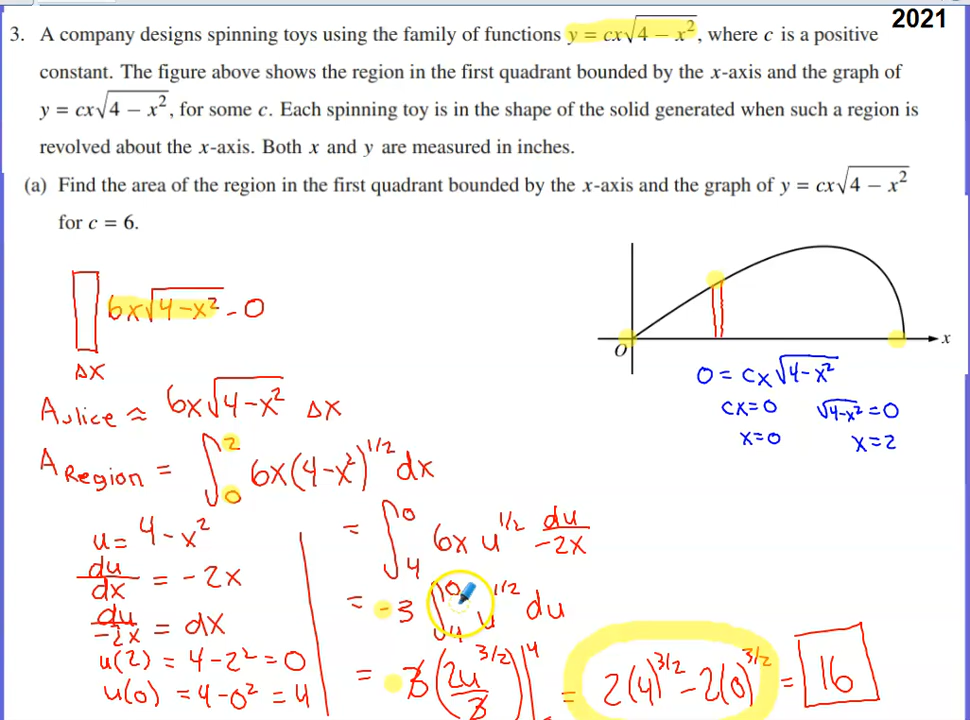 2021
3. A company designs spinning toys using the family of functions y = cx√(4 − x²), where c is a positive
constant. The figure above shows the region in the first quadrant bounded by the x-axis and the graph of
y = cx√(4 − x²), for some c. Each spinning toy is in the shape of the solid generated when such a region is
revolved about the x-axis. Both x and y are measured in inches.
(a) Find the area of the region in the first quadrant bounded by the x-axis and the graph of y = cx√(4 − x²)
for c = 6.
6x√(4−x²) − 0
Δx
O
x
0 = cx√(4−x²)
cx=0 √(4−x²) = 0
x=0 x=2
A slice ≈ 6x√(4−x²) Δx
A Region = ∫₀² 6x(4−x²)^1/2 dx
u = 4−x²
du/dx = −2x
du/−2x = dx
u(2) = 4−2² = 0
u(0) = 4−0² = 4
= ∫₄⁰ 6x u^1/2 du/−2x
= −3 ∫₄⁰ u^1/2 du
= 3(2u^3/2/3)|⁴ = 2(4)^3/2 − 2(0)^3/2 = 16